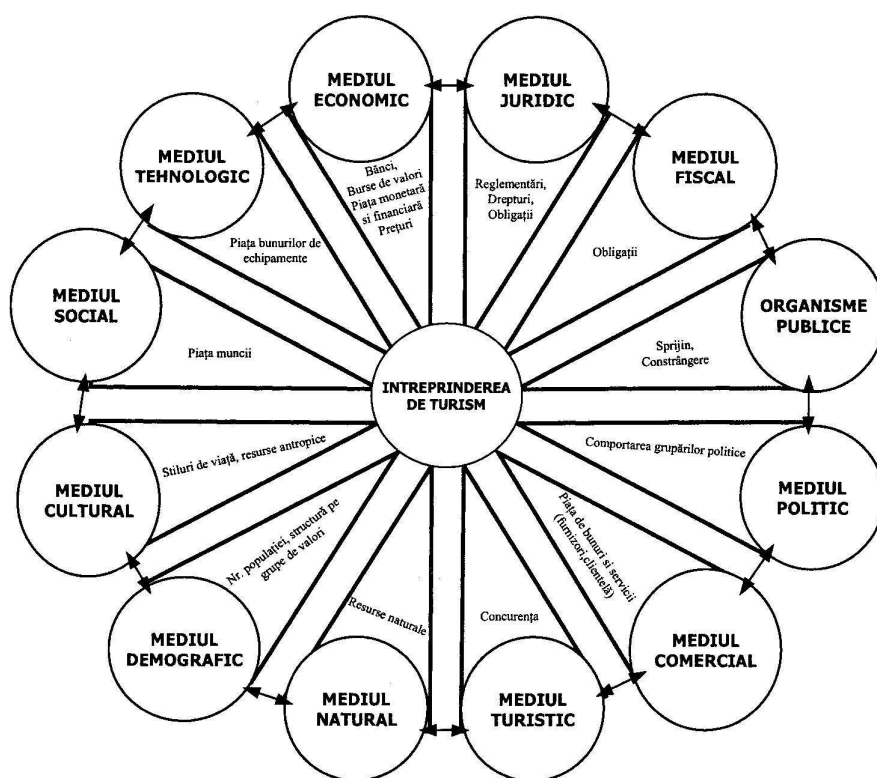 MEDIUL
ECONOMIC
MEDIUL
JURIDIC
MEDIUL
TEHNOLOGIC
MEDIUL
FISCAL
Bănci,
Burse de valori
Piața monetară
si financiară
Prețuri
Reglementări,
Drepturi,
Obligații
Piața bunurilor de
echipamente
Obligații
MEDIUL
SOCIAL
ORGANISME
PUBLICE
Piața muncii
Sprijin,
Constrângere
INTREPRINDEREA
DE TURISM
Stiluri de viață, resurse antropice
Comportarea grupărilor politice
MEDIUL
CULTURAL
MEDIUL
POLITIC
Nr. populației, structură pe
grupe de valori
Piața de bunuri si servicii
(furnizori,clientelă)
Resurse naturale
Concurența
MEDIUL
DEMOGRAFIC
MEDIUL
COMERCIAL
MEDIUL
NATURAL
MEDIUL
TURISTIC